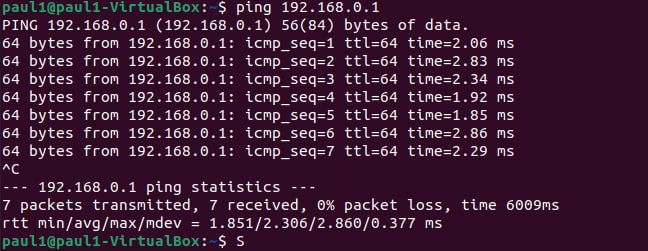 paul1@paul1-VirtualBox:~$ ping 192.168.0.1
PING 192.168.0.1 (192.168.0.1) 56(84) bytes of data.
64 bytes from 192.168.0.1: icmp_seq=1 ttl=64 time=2.06 ms
64 bytes from 192.168.0.1: icmp_seq=2 ttl=64 time=2.83 ms
64 bytes from 192.168.0.1: icmp_seq=3 ttl=64 time=2.34 ms
64 bytes from 192.168.0.1: icmp_seq=4 ttl=64 time=1.92 ms
64 bytes from 192.168.0.1: icmp_seq=5 ttl=64 time=1.85 ms
64 bytes from 192.168.0.1: icmp_seq=6 ttl=64 time=2.86 ms
64 bytes from 192.168.0.1: icmp_seq=7 ttl=64 time=2.29 ms
^C
--- 192.168.0.1 ping statistics ---
7 packets transmitted, 7 received, 0% packet loss, time 6009ms
rtt min/avg/max/mdev = 1.851/2.306/2.860/0.377 ms
paul1@paul1-VirtualBox:~$ S